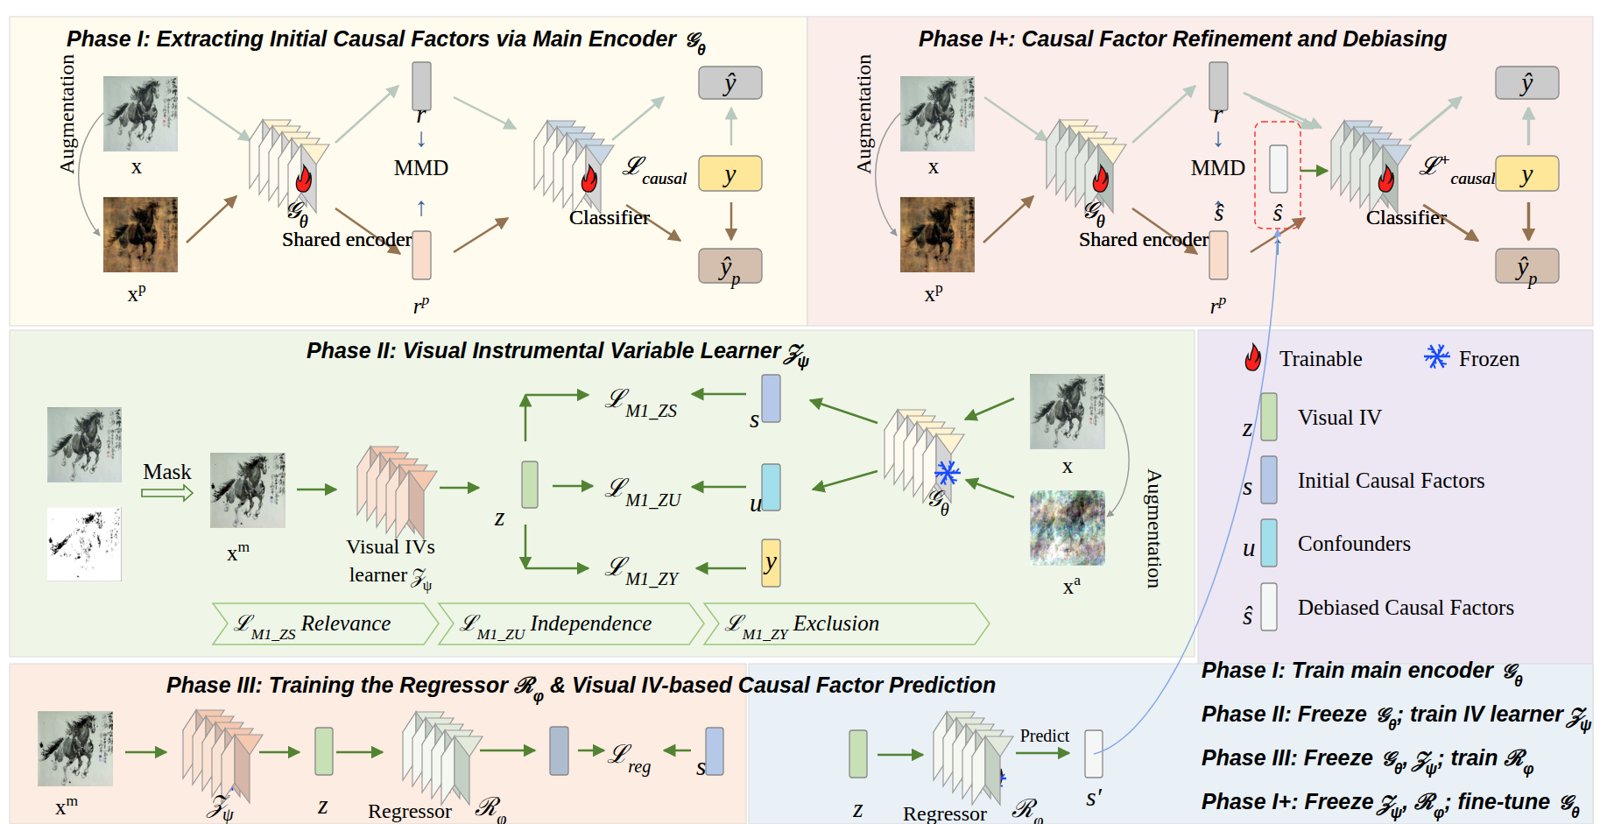 Phase I: Extracting Initial Causal Factors via Main Encoder 𝒢θ
Augmentation
x
xᵖ
𝒢θ
Shared encoder
r
MMD
rᵖ
Classifier
ℒcausal
ŷ
y
ŷp
Phase I+: Causal Factor Refinement and Debiasing
Augmentation
x
xᵖ
𝒢θ
Shared encoder
r
MMD
ŝ
rᵖ
ŝ
Classifier
ℒ⁺causal
ŷ
y
ŷp
Phase II: Visual Instrumental Variable Learner 𝒵ψ
Mask
xᵐ
Visual IVs
learner 𝒵ψ
z
ℒM1_ZS
ℒM1_ZU
ℒM1_ZY
s
u
y
𝒢θ
x
xᵃ
Augmentation
ℒM1_ZS Relevance
ℒM1_ZU Independence
ℒM1_ZY Exclusion
Trainable
Frozen
z Visual IV
s Initial Causal Factors
u Confounders
ŝ Debiased Causal Factors
Phase III: Training the Regressor ℛφ & Visual IV-based Causal Factor Prediction
xᵐ
𝒵ψ
z
Regressor ℛφ
ℒreg
s
z
Regressor ℛφ
Predict
s′
Phase I: Train main encoder 𝒢θ
Phase II: Freeze 𝒢θ; train IV learner 𝒵ψ
Phase III: Freeze 𝒢θ, 𝒵ψ; train ℛφ
Phase I+: Freeze 𝒵ψ, ℛφ; fine-tune 𝒢θ